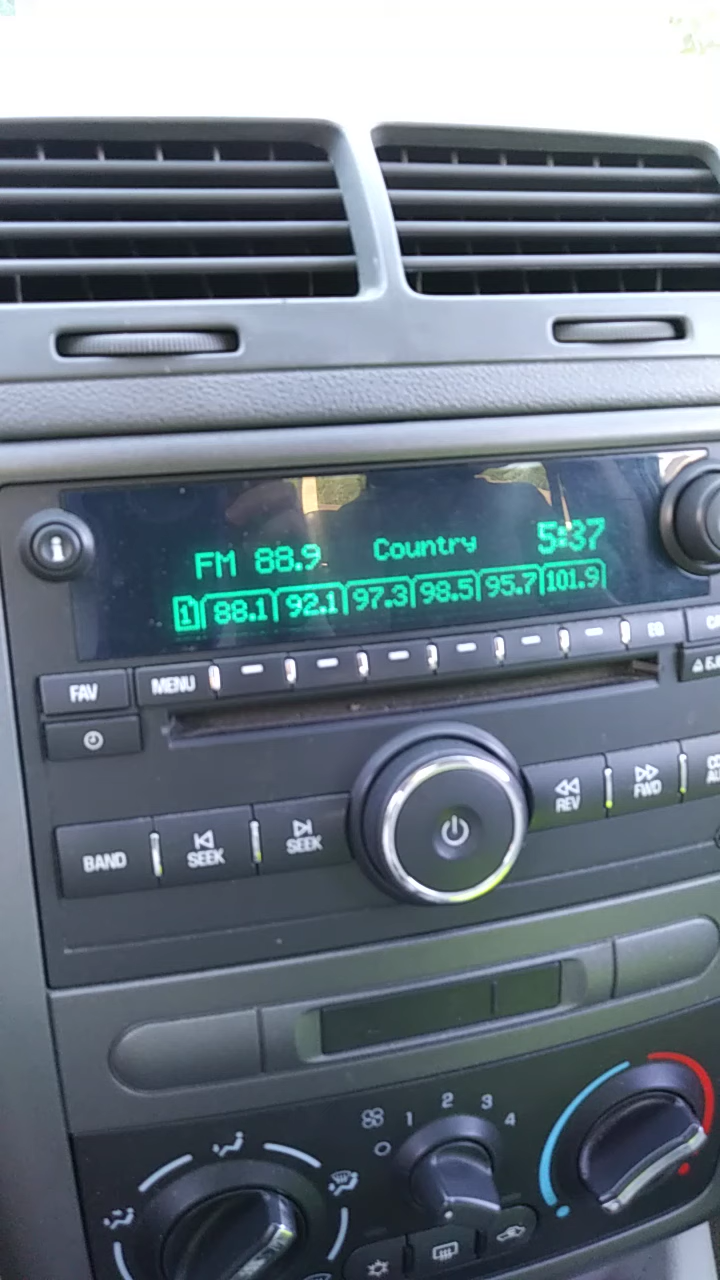 FM 88.9 Country 5:37
1 88.1 92.1 97.3 98.5 95.7 101.9
FAV MENU EQ
BAND SEEK SEEK REV FWD
1 2 3 4